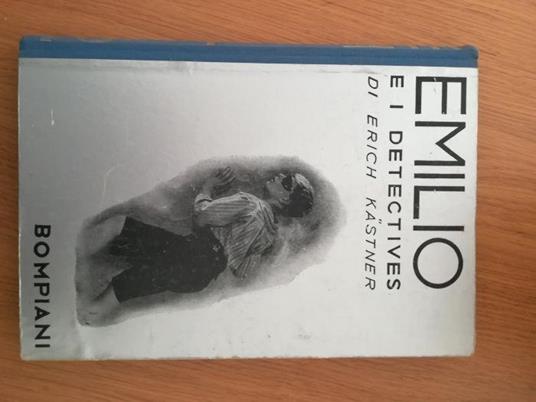 EMILIO
E I DETECTIVES
DI ERICH KÄSTNER
BOMPIANI